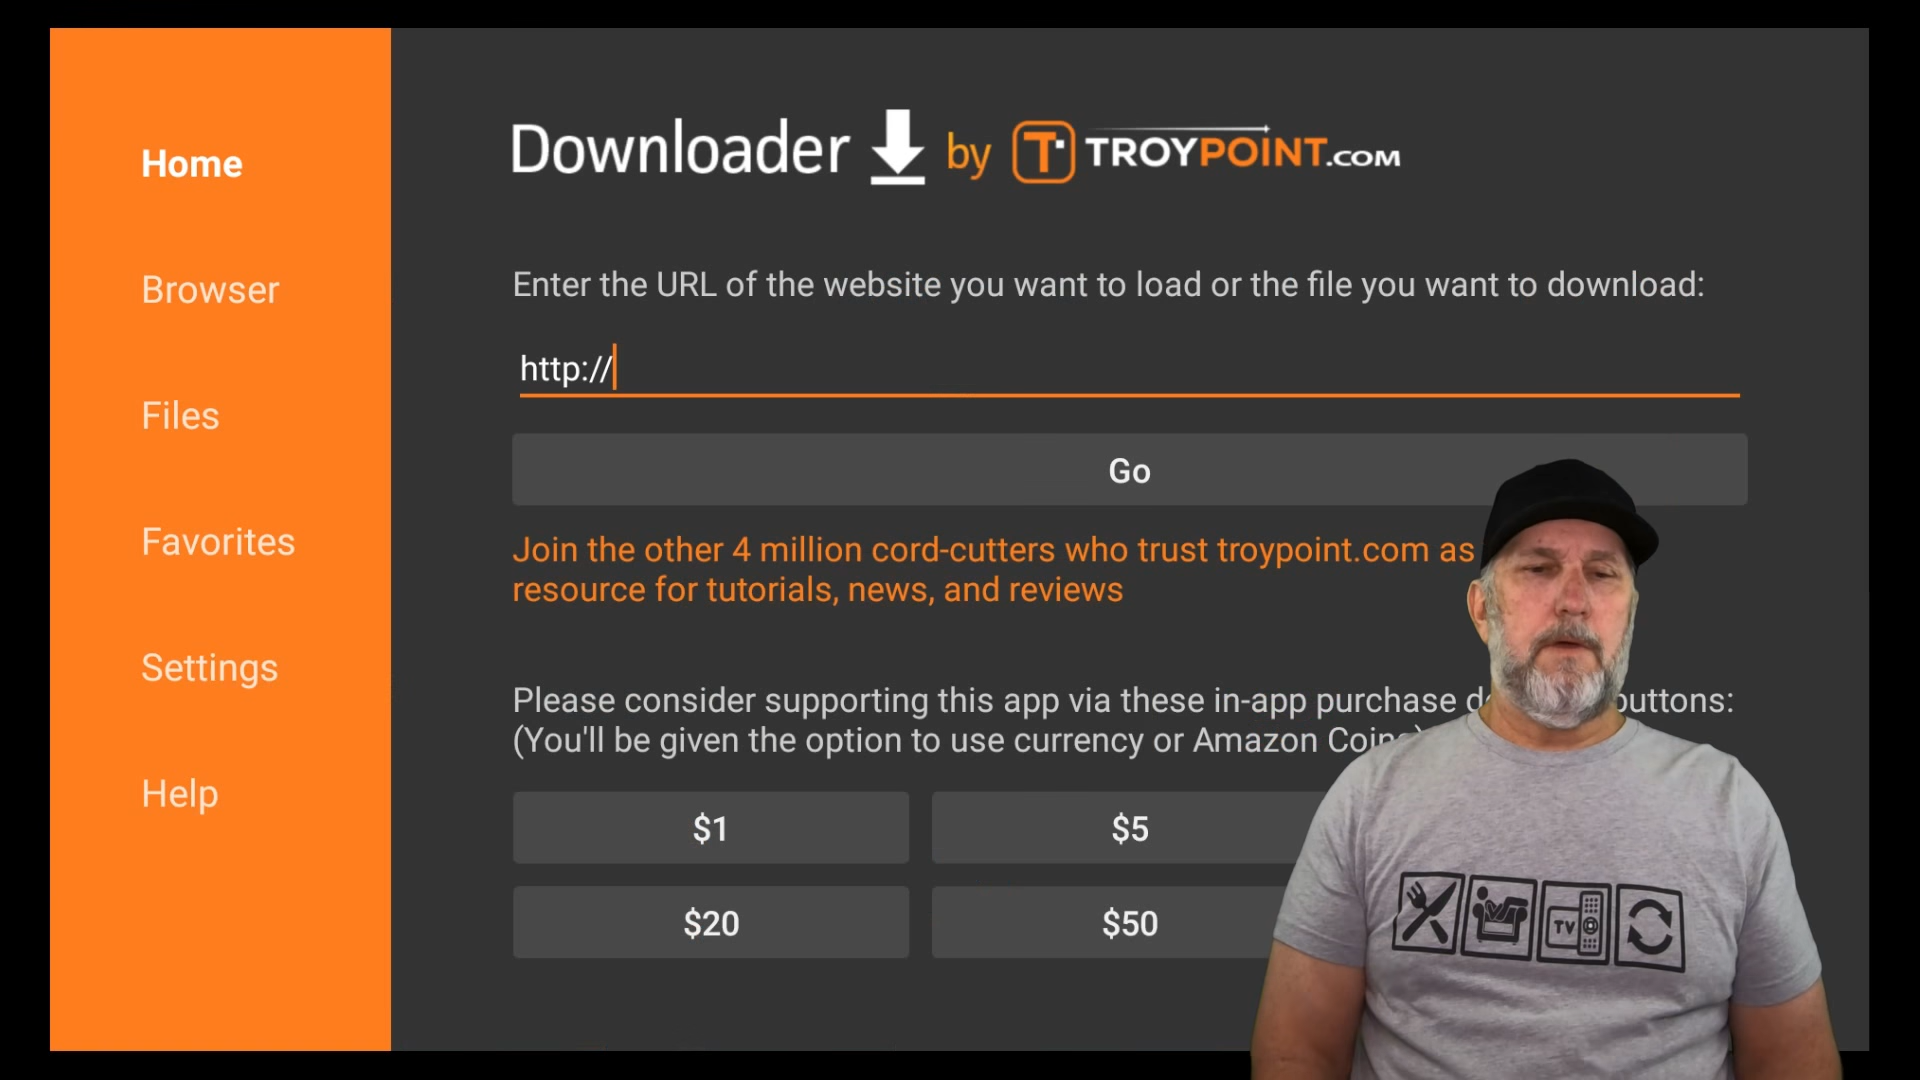 Home
Browser
Files
Favorites
Settings
Help
Downloader by TROYPOINT.COM
Enter the URL of the website you want to load or the file you want to download:
http://
Go
Join the other 4 million cord-cutters who trust troypoint.com as
resource for tutorials, news, and reviews
Please consider supporting this app via these in-app purchase buttons:
(You'll be given the option to use currency or Amazon Coins)
$1
$5
$20
$50
TV